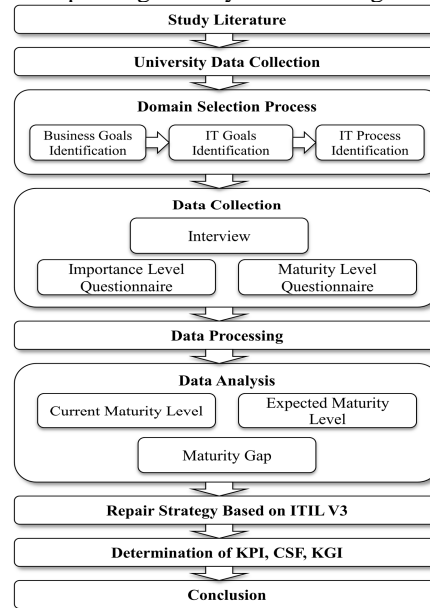 Study Literature
University Data Collection
Domain Selection Process
Business Goals
Identification
IT Goals
Identification
IT Process
Identification
Data Collection
Interview
Importance Level
Questionnaire
Maturity Level
Questionnaire
Data Processing
Data Analysis
Current Maturity Level
Expected Maturity
Level
Maturity Gap
Repair Strategy Based on ITIL V3
Determination of KPI, CSF, KGI
Conclusion